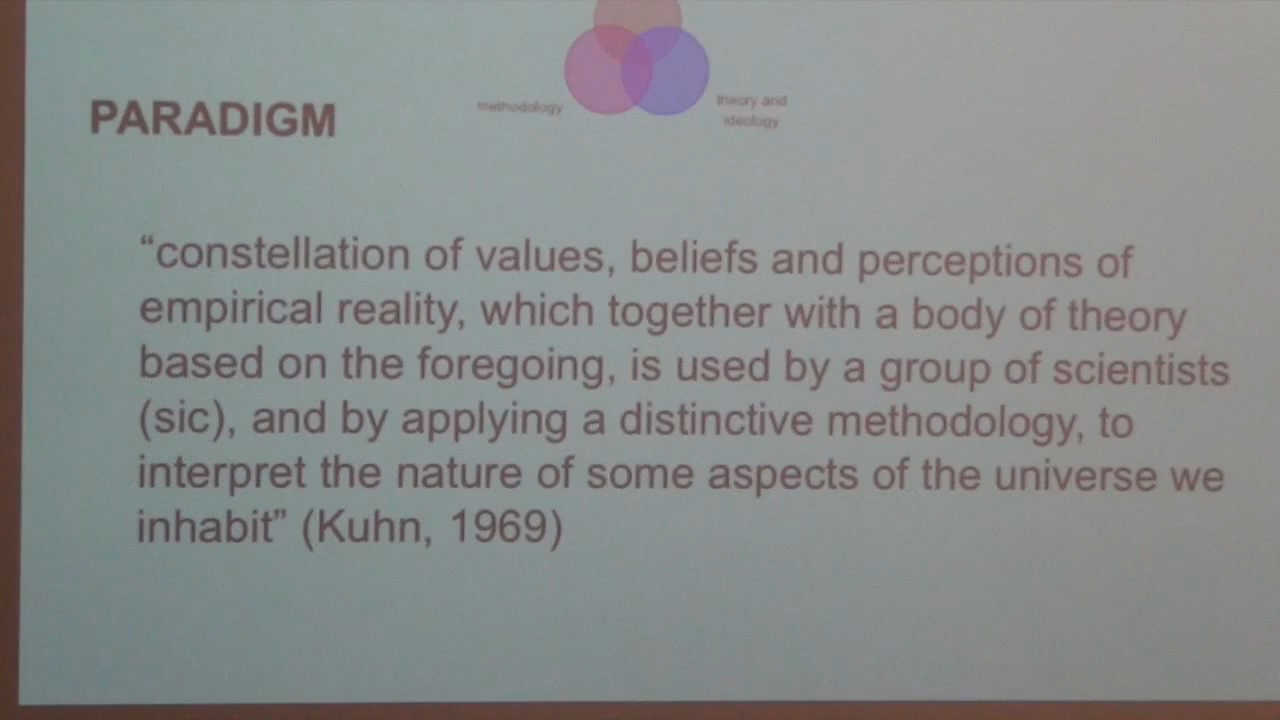 methodology
theory and
ideology
PARADIGM
“constellation of values, beliefs and perceptions of
empirical reality, which together with a body of theory
based on the foregoing, is used by a group of scientists
(sic), and by applying a distinctive methodology, to
interpret the nature of some aspects of the universe we
inhabit” (Kuhn, 1969)